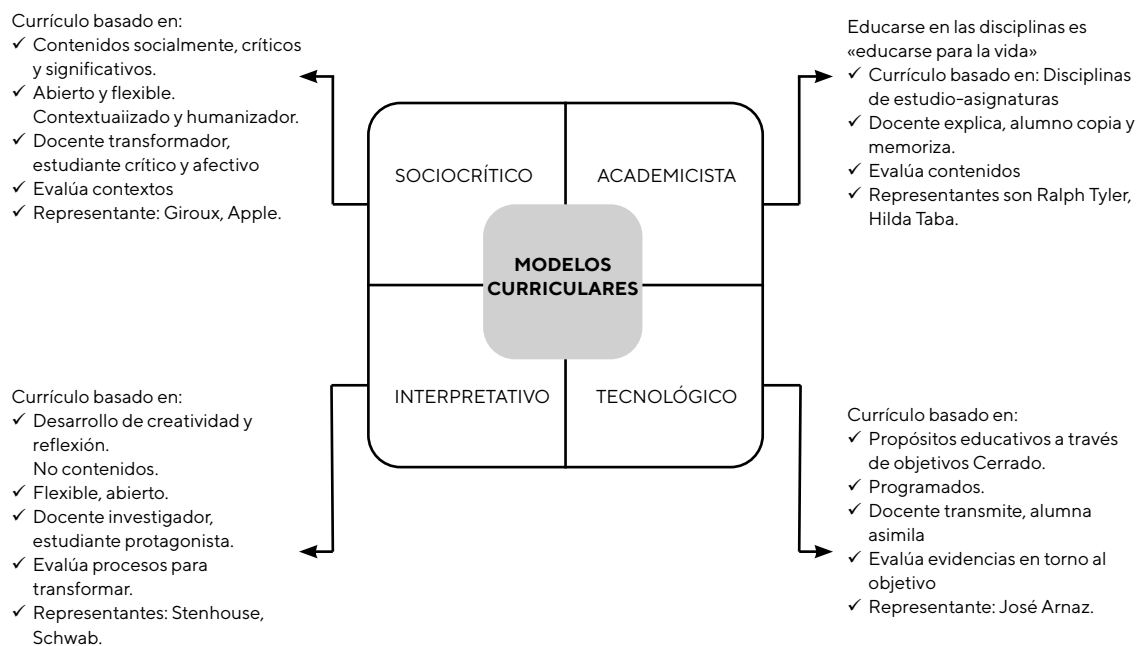 Currículo basado en:
✓ Contenidos socialmente, críticos
y significativos.
✓ Abierto y flexible.
Contextuaiizado y humanizador.
✓ Docente transformador,
estudiante crítico y afectivo
✓ Evalúa contextos
✓ Representante: Giroux, Apple.
Educarse en las disciplinas es
«educarse para la vida»
✓ Currículo basado en: Disciplinas
de estudio-asignaturas
✓ Docente explica, alumno copia y
memoriza.
✓ Evalúa contenidos
✓ Representantes son Ralph Tyler,
Hilda Taba.
SOCIOCRÍTICO
ACADEMICISTA
MODELOS
CURRICULARES
INTERPRETATIVO
TECNOLÓGICO
Currículo basado en:
✓ Desarrollo de creatividad y
reflexión.
No contenidos.
✓ Flexible, abierto.
✓ Docente investigador,
estudiante protagonista.
✓ Evalúa procesos para
transformar.
✓ Representantes: Stenhouse,
Schwab.
Currículo basado en:
✓ Propósitos educativos a través
de objetivos Cerrado.
✓ Programados.
✓ Docente transmite, alumna
asimila
✓ Evalúa evidencias en torno al
objetivo
✓ Representante: José Arnaz.